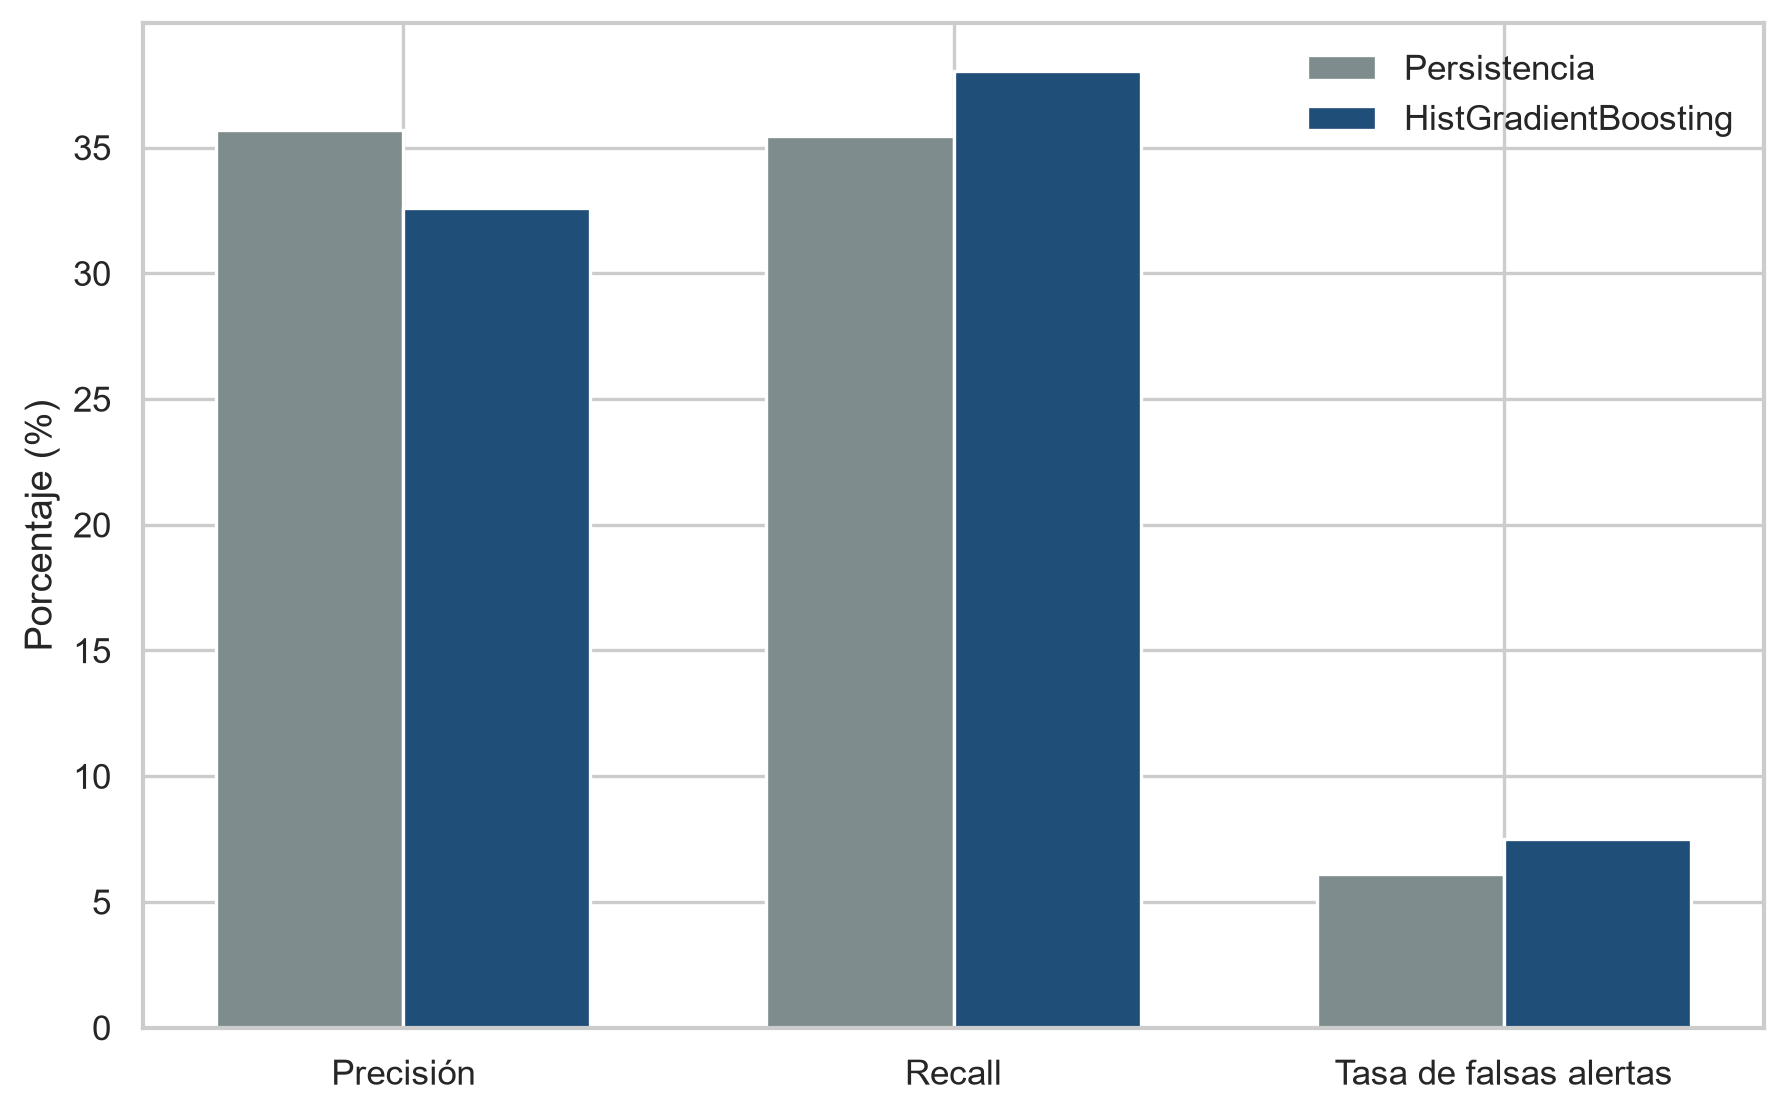 Persistencia
HistGradientBoosting
Porcentaje (%)
35
30
25
20
15
10
5
0
Precisión
Recall
Tasa de falsas alertas